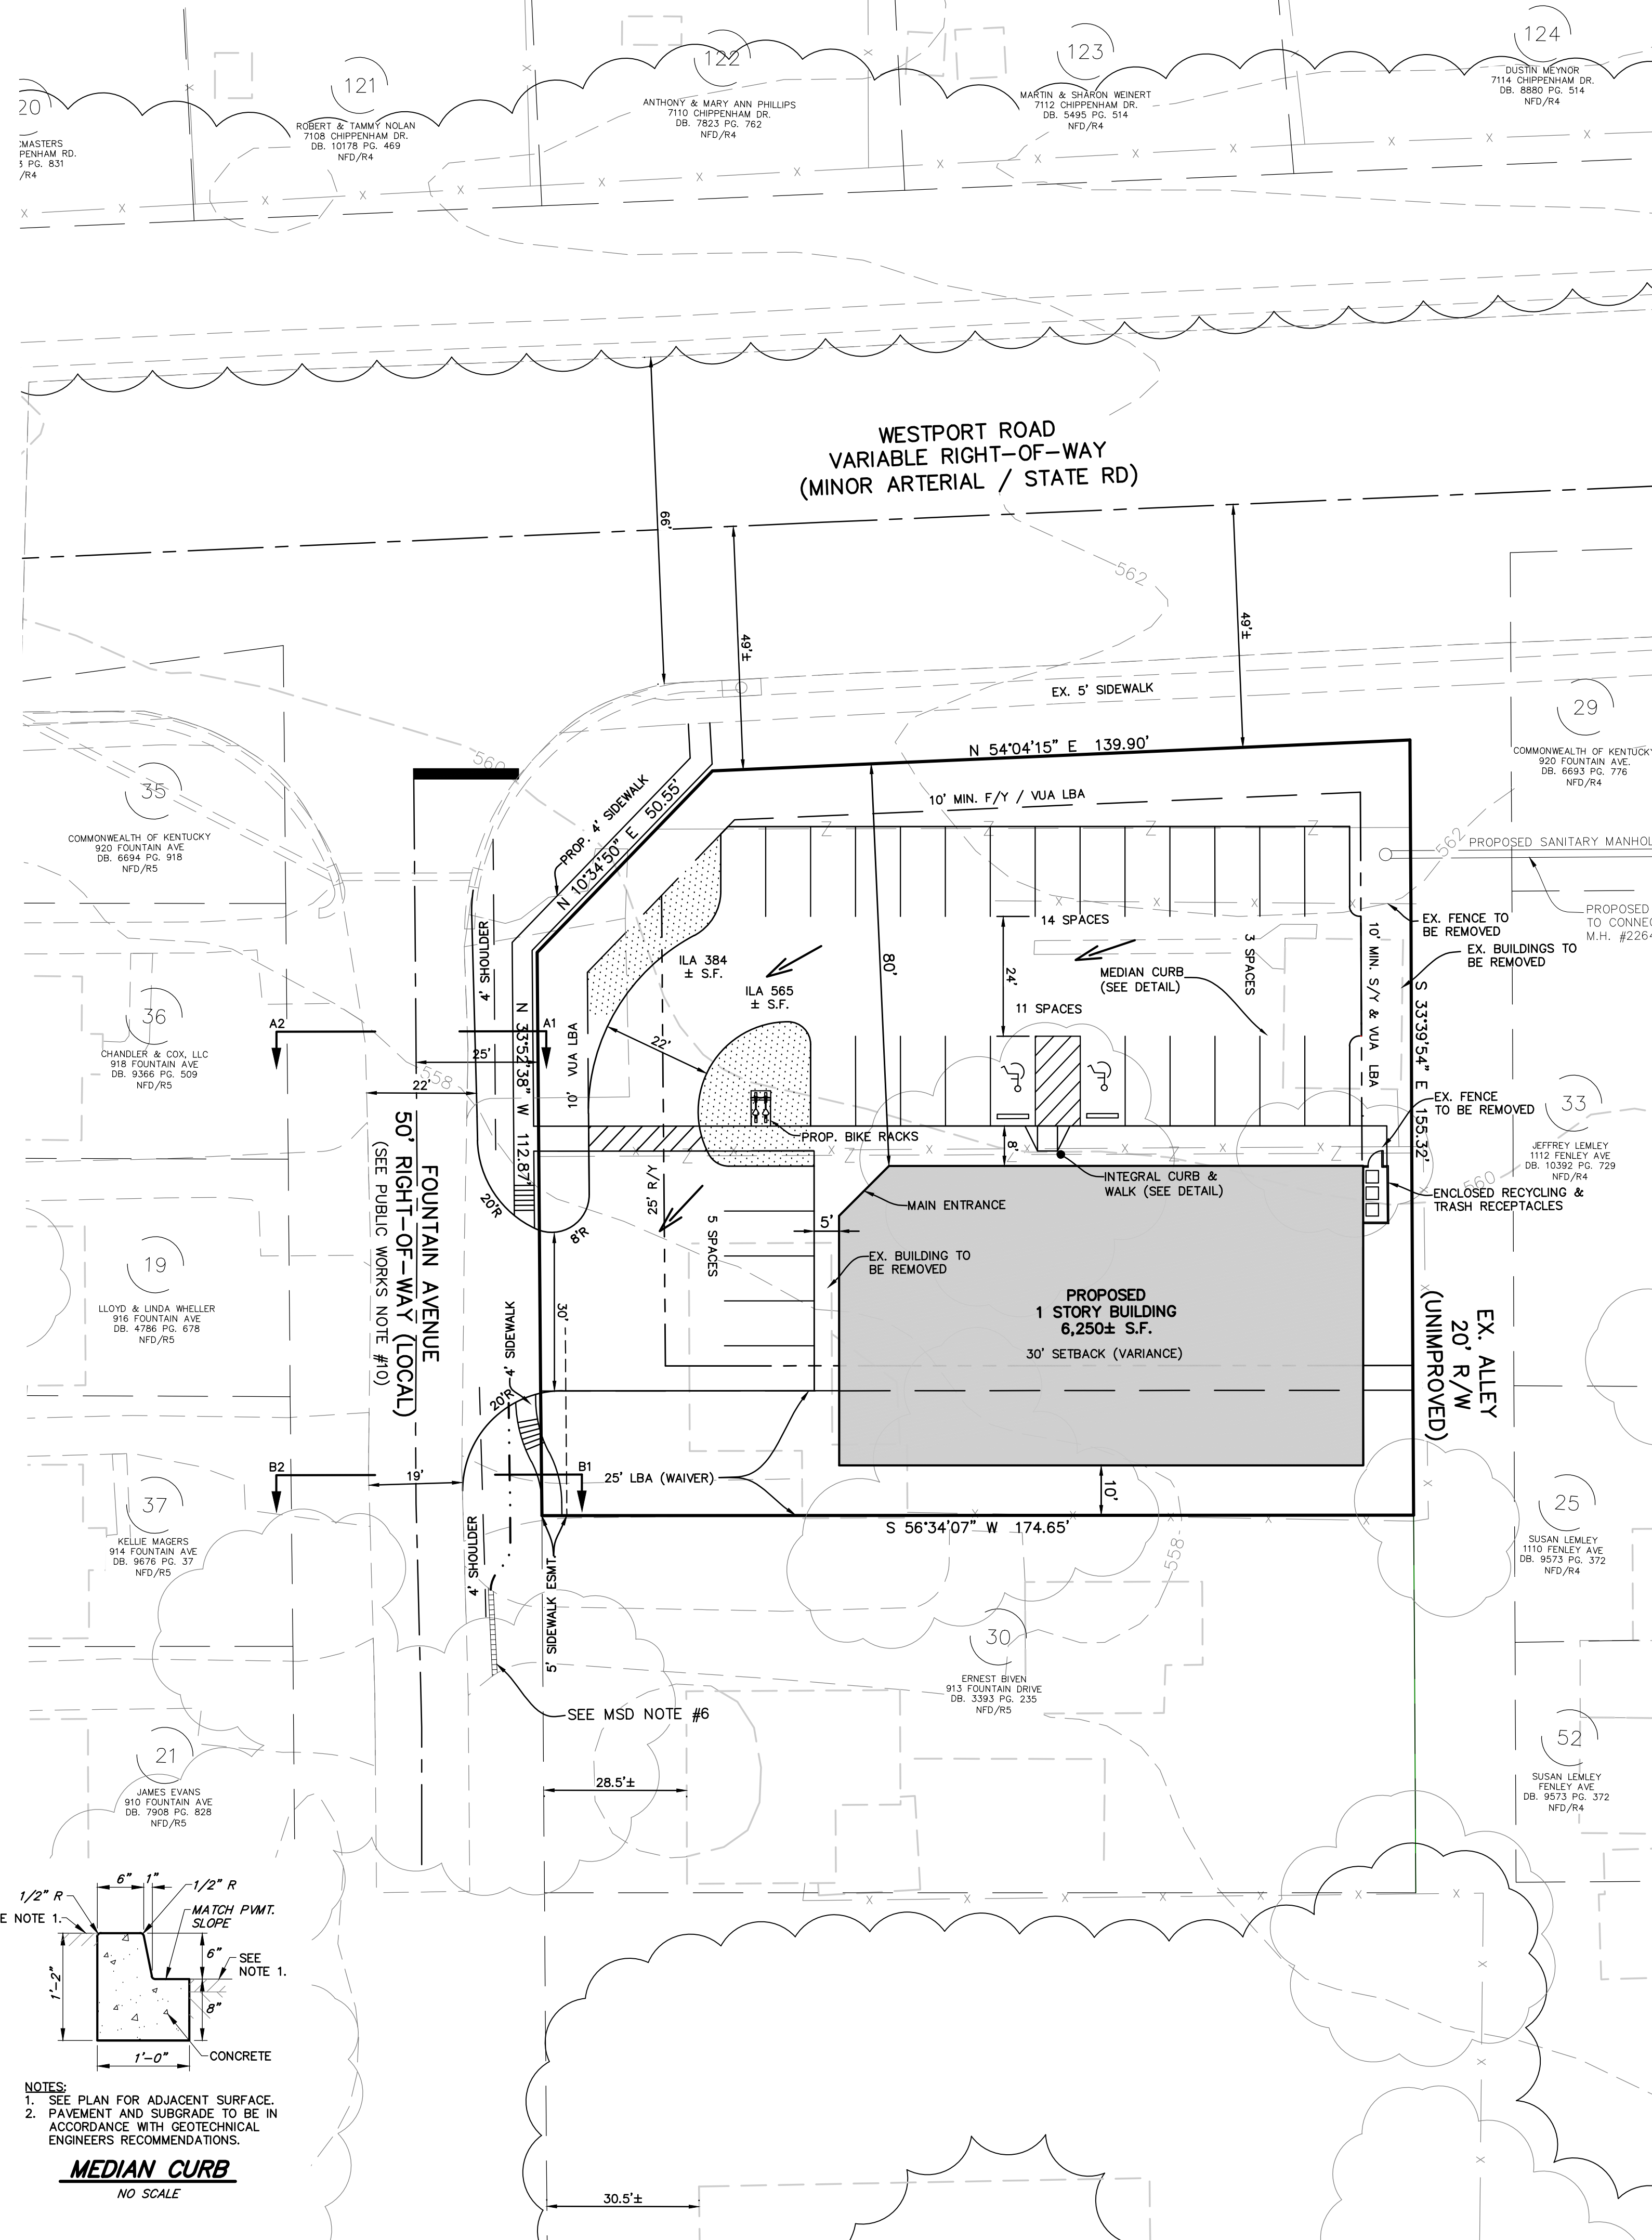 124
DUSTIN MEYNOR
7114 CHIPPENHAM DR.
DB. 8880 PG. 514
NFD/R4
123
MARTIN & SHARON WEINERT
7112 CHIPPENHAM DR.
DB. 5495 PG. 514
NFD/R4
122
ANTHONY & MARY ANN PHILLIPS
7110 CHIPPENHAM DR.
DB. 7823 PG. 762
NFD/R4
121
ROBERT & TAMMY NOLAN
7108 CHIPPENHAM DR.
DB. 10178 PG. 469
NFD/R4
20
CMASTERS
PENHAM RD.
PG. 831
/R4
WESTPORT ROAD
VARIABLE RIGHT-OF-WAY
(MINOR ARTERIAL / STATE RD)
66'
49'±
49'±
562
EX. 5' SIDEWALK
N 54°04'15" E 139.90'
29
COMMONWEALTH OF KENTUCKY
920 FOUNTAIN AVE.
DB. 6693 PG. 776
NFD/R4
560
PROP. 4' SIDEWALK
N 10°34'50" E 50.55'
10' MIN. F/Y / VUA LBA
35
COMMONWEALTH OF KENTUCKY
920 FOUNTAIN AVE
DB. 6694 PG. 918
NFD/R5
562
PROPOSED SANITARY MANHOL
PROPOSED
TO CONNEC
M.H. #2264
EX. FENCE TO
BE REMOVED
EX. BUILDINGS TO
BE REMOVED
4' SHOULDER
ILA 384
± S.F.
ILA 565
± S.F.
80'
14 SPACES
24'
MEDIAN CURB
(SEE DETAIL)
3 SPACES
10' MIN. S/Y & VUA LBA
S 33°39'54" E 155.32'
11 SPACES
36
CHANDLER & COX, LLC
918 FOUNTAIN AVE
DB. 9366 PG. 509
NFD/R5
A2
A1
25'
22'
558
N 33°52'38" W 112.87'
10' VUA LBA
22'
PROP. BIKE RACKS
8'
EX. FENCE
TO BE REMOVED
33
JEFFREY LEMLEY
1112 FENLEY AVE
DB. 10392 PG. 729
NFD/R4
560
INTEGRAL CURB &
WALK (SEE DETAIL)
MAIN ENTRANCE
ENCLOSED RECYCLING &
TRASH RECEPTACLES
FOUNTAIN AVENUE
50' RIGHT-OF-WAY (LOCAL)
(SEE PUBLIC WORKS NOTE #10)
20'R
8'R
25' R/Y
5 SPACES
5'
EX. BUILDING TO
BE REMOVED
PROPOSED
1 STORY BUILDING
6,250± S.F.
30' SETBACK (VARIANCE)
EX. ALLEY
20' R/W
(UNIMPROVED)
19
LLOYD & LINDA WHELLER
916 FOUNTAIN AVE
DB. 4786 PG. 678
NFD/R5
4' SIDEWALK
30'
20'R
B2
B1
19'
25' LBA (WAIVER)
10'
S 56°34'07" W 174.65'
37
KELLIE MAGERS
914 FOUNTAIN AVE
DB. 9676 PG. 37
NFD/R5
4' SHOULDER
5' SIDEWALK ESMT.
558
25
SUSAN LEMLEY
1110 FENLEY AVE
DB. 9573 PG. 372
NFD/R4
30
ERNEST BIVEN
913 FOUNTAIN DRIVE
DB. 3393 PG. 235
NFD/R5
SEE MSD NOTE #6
21
JAMES EVANS
910 FOUNTAIN AVE
DB. 7908 PG. 828
NFD/R5
28.5'±
52
SUSAN LEMLEY
FENLEY AVE
DB. 9573 PG. 372
NFD/R4
6"
1"
1/2" R
1/2" R
E NOTE 1.
MATCH PVMT.
SLOPE
6"
SEE
NOTE 1.
1'-2"
8"
1'-0"
CONCRETE
NOTES:
1. SEE PLAN FOR ADJACENT SURFACE.
2. PAVEMENT AND SUBGRADE TO BE IN
ACCORDANCE WITH GEOTECHNICAL
ENGINEERS RECOMMENDATIONS.
MEDIAN CURB
NO SCALE
30.5'±